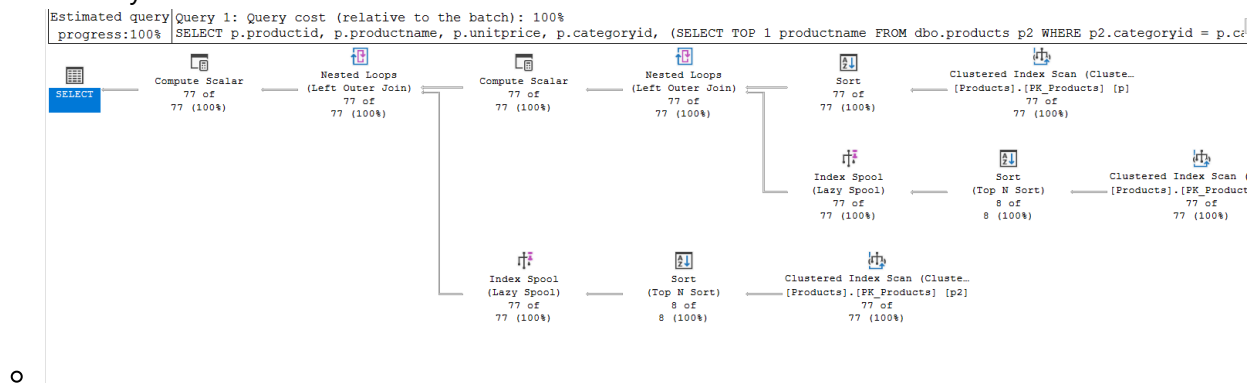 Estimated query Query 1: Query cost (relative to the batch): 100%
progress:100% SELECT p.productid, p.productname, p.unitprice, p.categoryid, (SELECT TOP 1 productname FROM dbo.products p2 WHERE p2.categoryid =
SELECT
Compute Scalar
77 of
77 (100%)
Nested Loops
(Left Outer Join)
77 of
77 (100%)
Compute Scalar
77 of
77 (100%)
Nested Loops
(Left Outer Join)
77 of
77 (100%)
Sort
77 of
77 (100%)
Clustered Index Scan (Cluste…
[Products].[PK_Products] [p]
77 of
77 (100%)
Index Spool
(Lazy Spool)
77 of
77 (100%)
Sort
(Top N Sort)
8 of
8 (100%)
Clustered Index Scan (
[Products].[PK_Product
77 of
77 (100%)
Index Spool
(Lazy Spool)
77 of
77 (100%)
Sort
(Top N Sort)
8 of
8 (100%)
Clustered Index Scan (Cluste…
[Products].[PK_Products] [p2]
77 of
77 (100%)